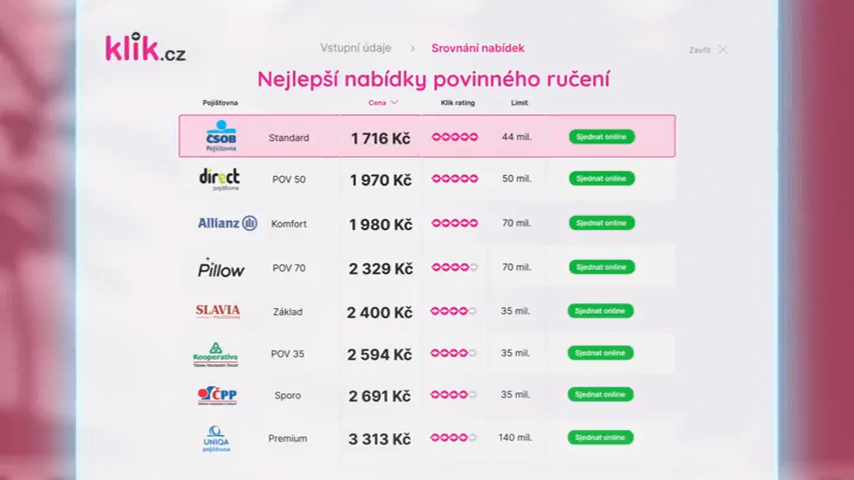 klik.cz
Vstupní údaje > Srovnání nabídek
Zavřít
Nejlepší nabídky povinného ručení
Pojišťovna Cena Klik rating Limit
ČSOB Pojišťovna Standard 1 716 Kč 44 mil. Sjednat online
direct pojišťovna POV 50 1 970 Kč 50 mil. Sjednat online
Allianz Komfort 1 980 Kč 70 mil. Sjednat online
Pillow POV 70 2 329 Kč 70 mil. Sjednat online
SLAVIA Základ 2 400 Kč 35 mil. Sjednat online
Kooperativa POV 35 2 594 Kč 35 mil. Sjednat online
ČPP Sporo 2 691 Kč 35 mil. Sjednat online
UNIQA pojišťovna Premium 3 313 Kč 140 mil. Sjednat online